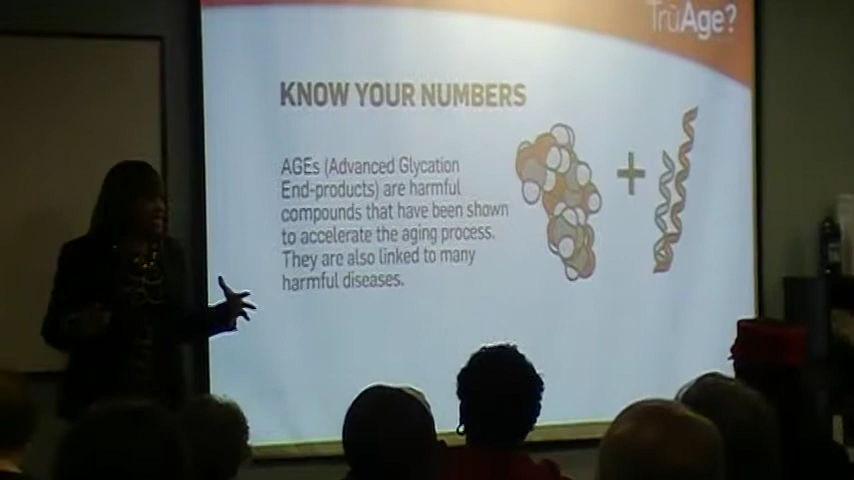 TrūAge?
KNOW YOUR NUMBERS
AGEs (Advanced Glycation
End-products) are harmful
compounds that have been shown
to accelerate the aging process.
They are also linked to many
harmful diseases.
+